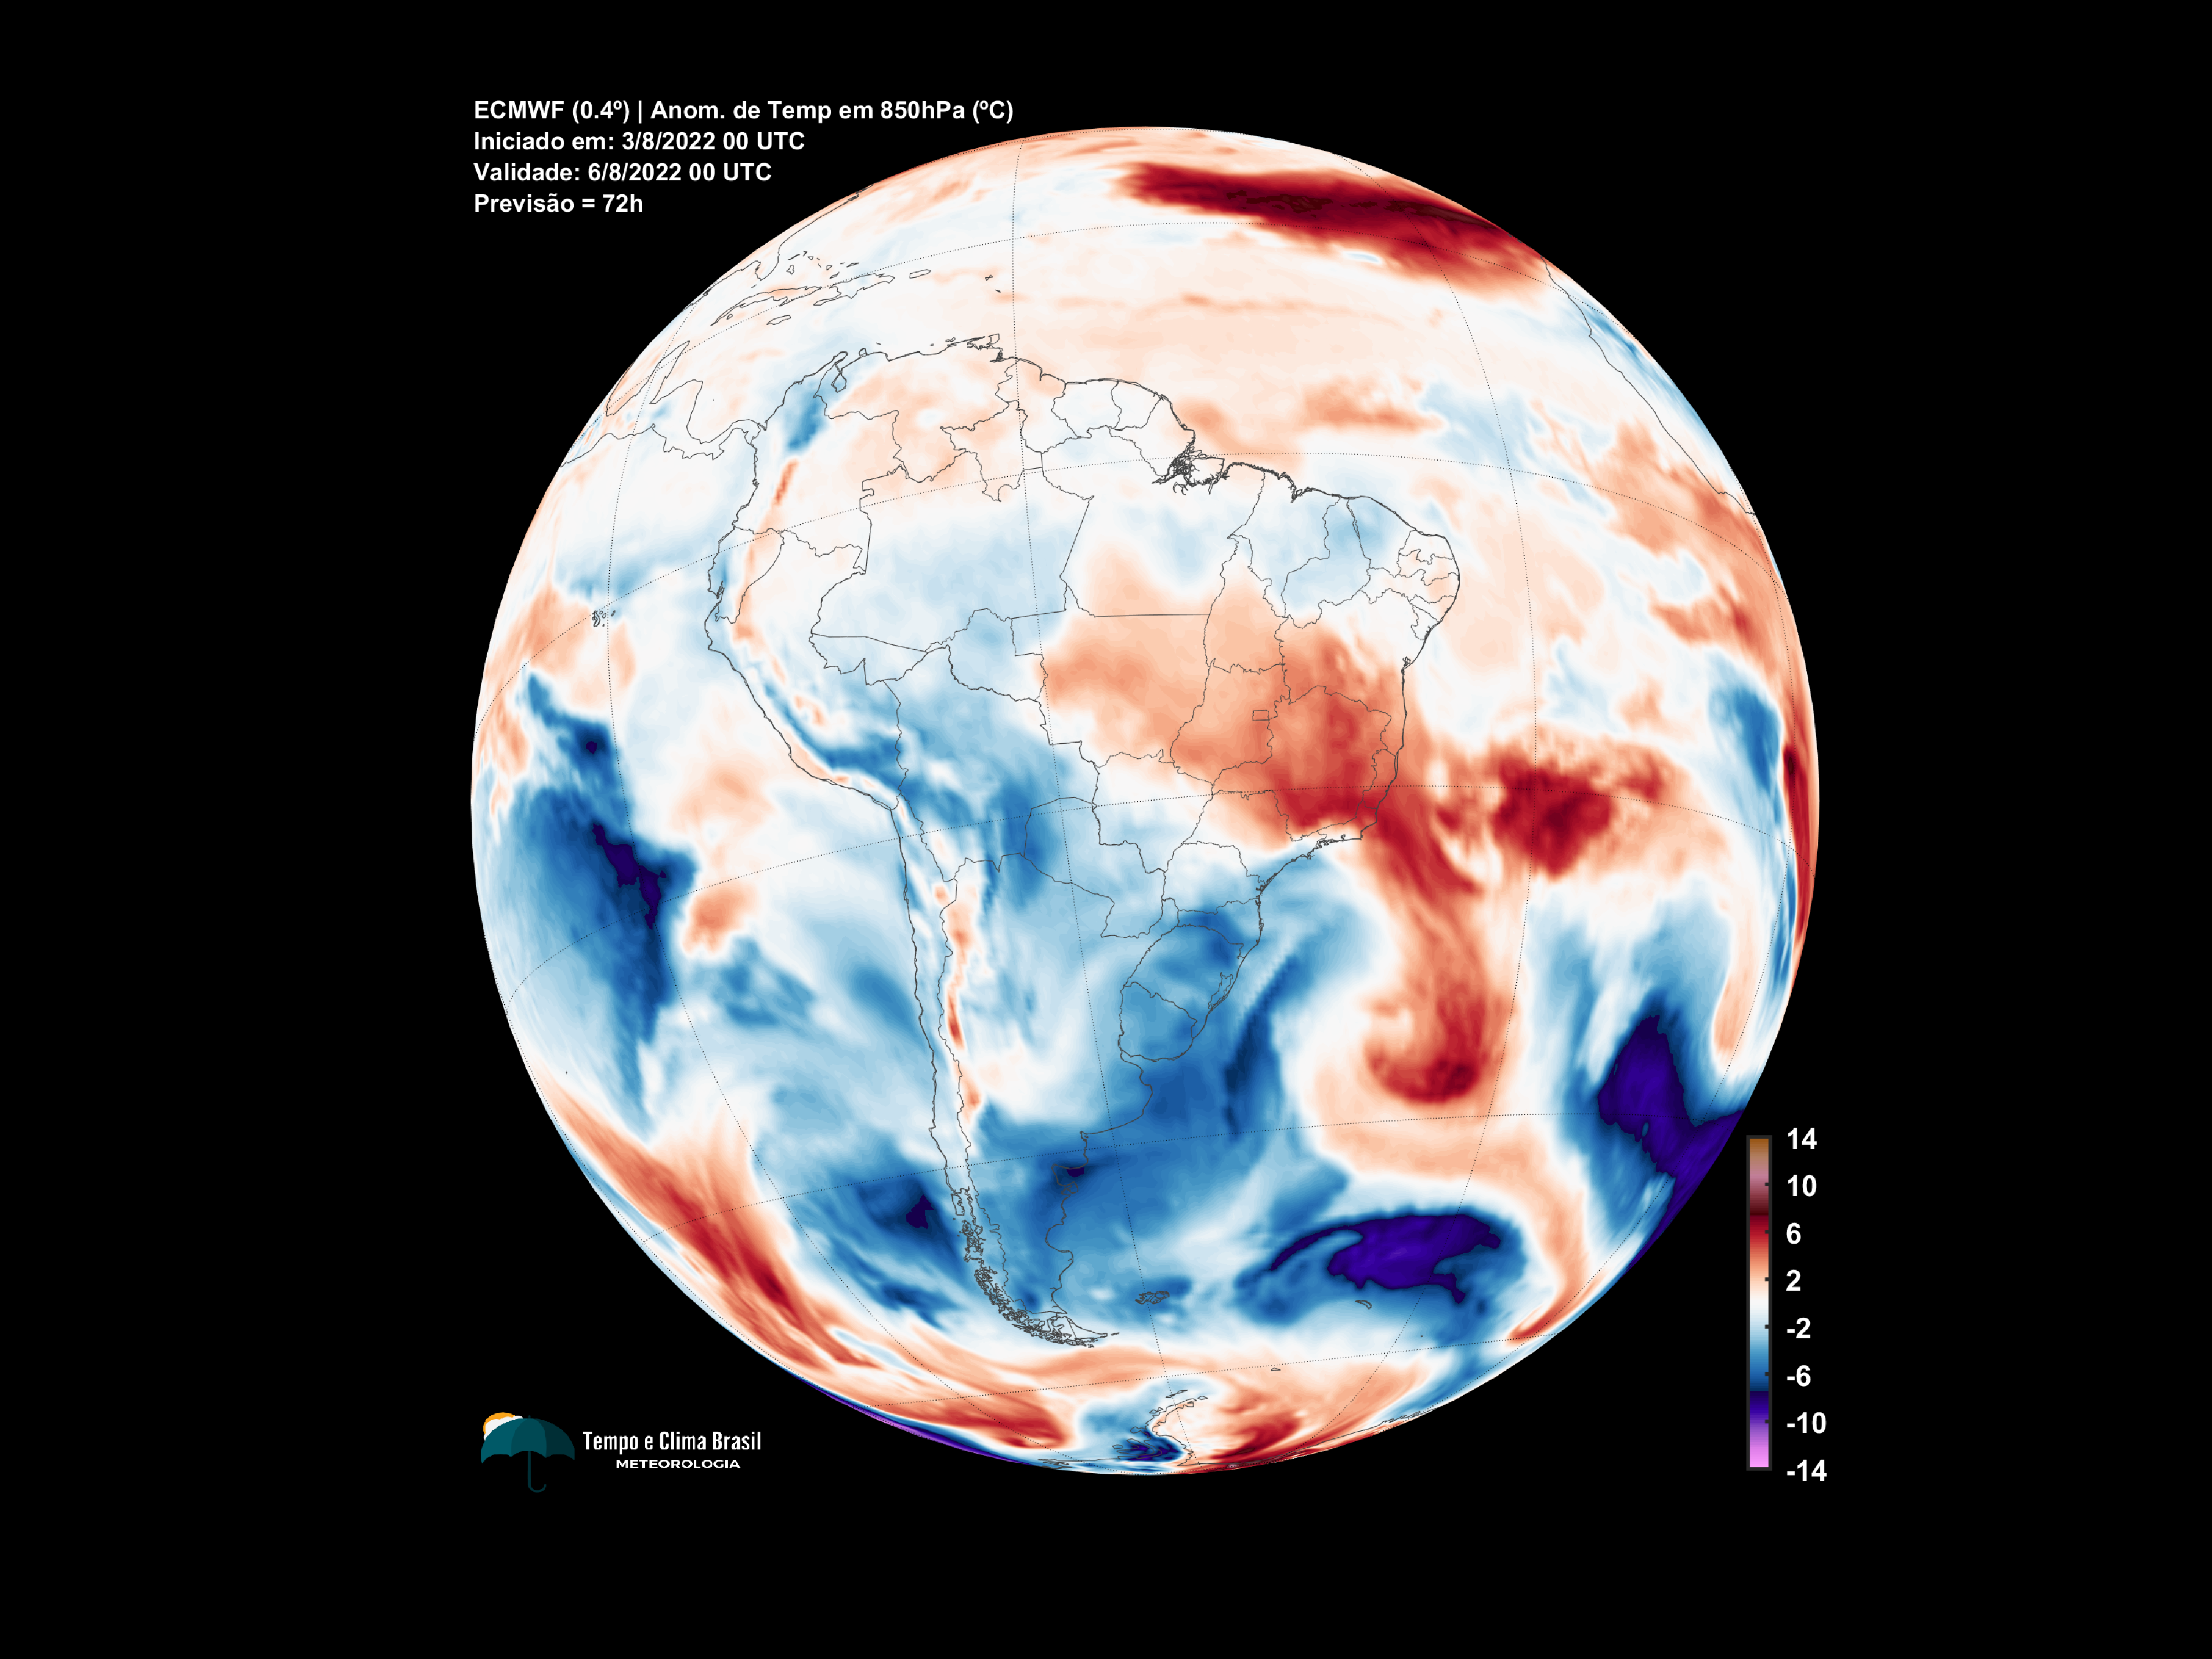 ECMWF (0.4º) | Anom. de Temp em 850hPa (ºC)
Iniciado em: 3/8/2022 00 UTC
Validade: 6/8/2022 00 UTC
Previsão = 72h
14
10
6
2
-2
-6
-10
-14
Tempo e Clima Brasil
METEOROLOGIA